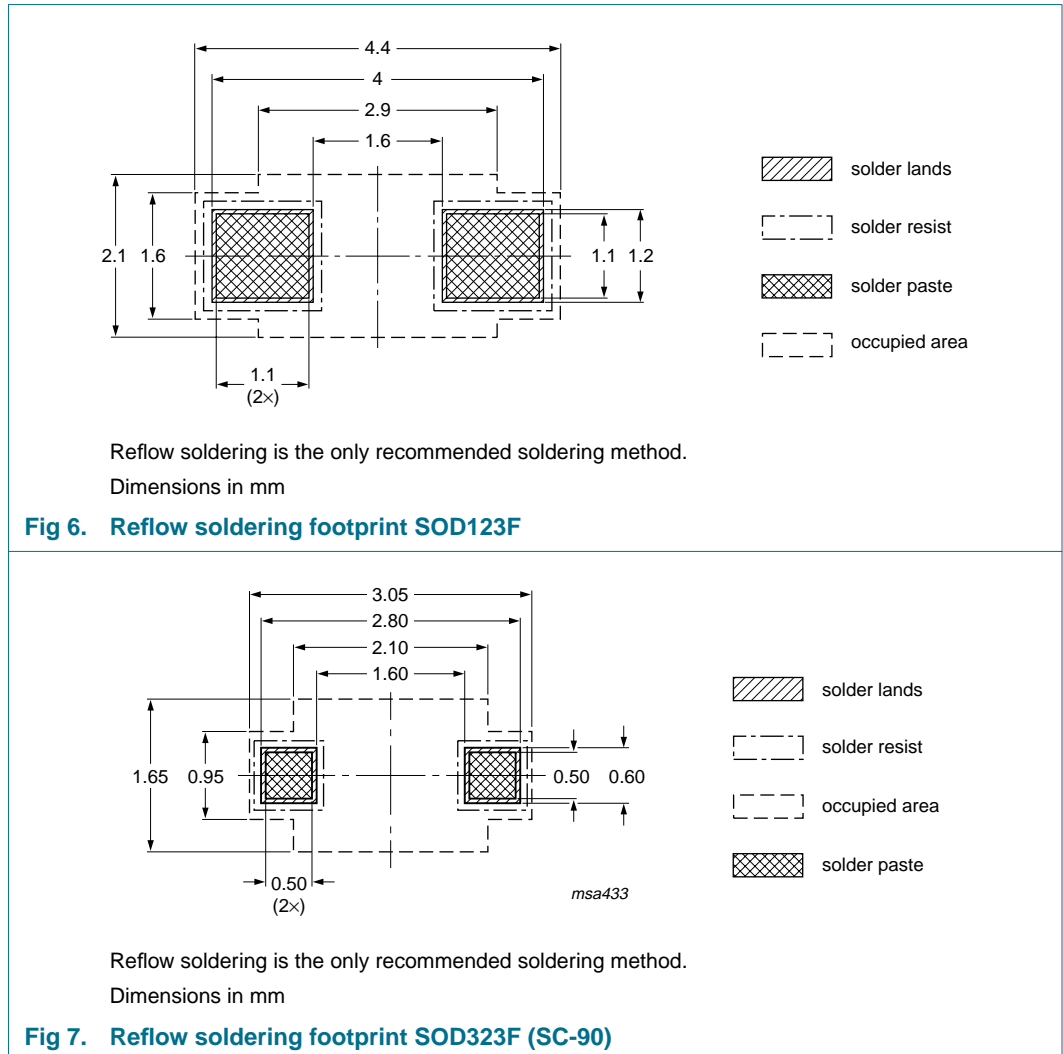 4.4
4
2.9
1.6
solder lands
solder resist
2.1 1.6 1.1 1.2
solder paste
occupied area
1.1
(2×)
Reflow soldering is the only recommended soldering method.
Dimensions in mm
Fig 6. Reflow soldering footprint SOD123F
3.05
2.80
2.10
1.60
solder lands
solder resist
1.65 0.95 0.50 0.60
occupied area
solder paste
0.50
(2×)
msa433
Reflow soldering is the only recommended soldering method.
Dimensions in mm
Fig 7. Reflow soldering footprint SOD323F (SC-90)